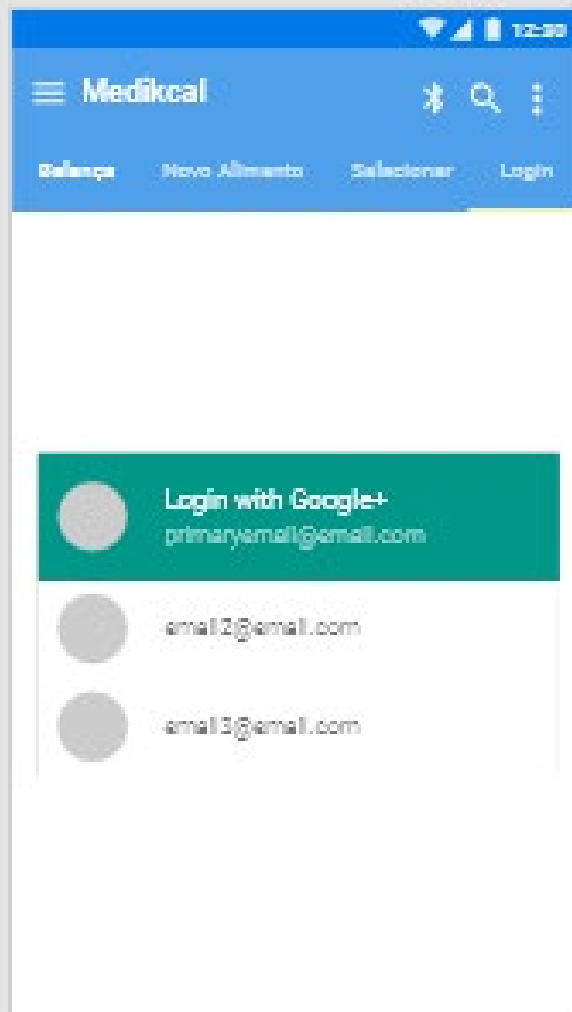 12:30
Medikcal
Balança Novo Alimento Selecionar Login
Login with Google+
primaryemail@email.com
email2@email.com
email3@email.com